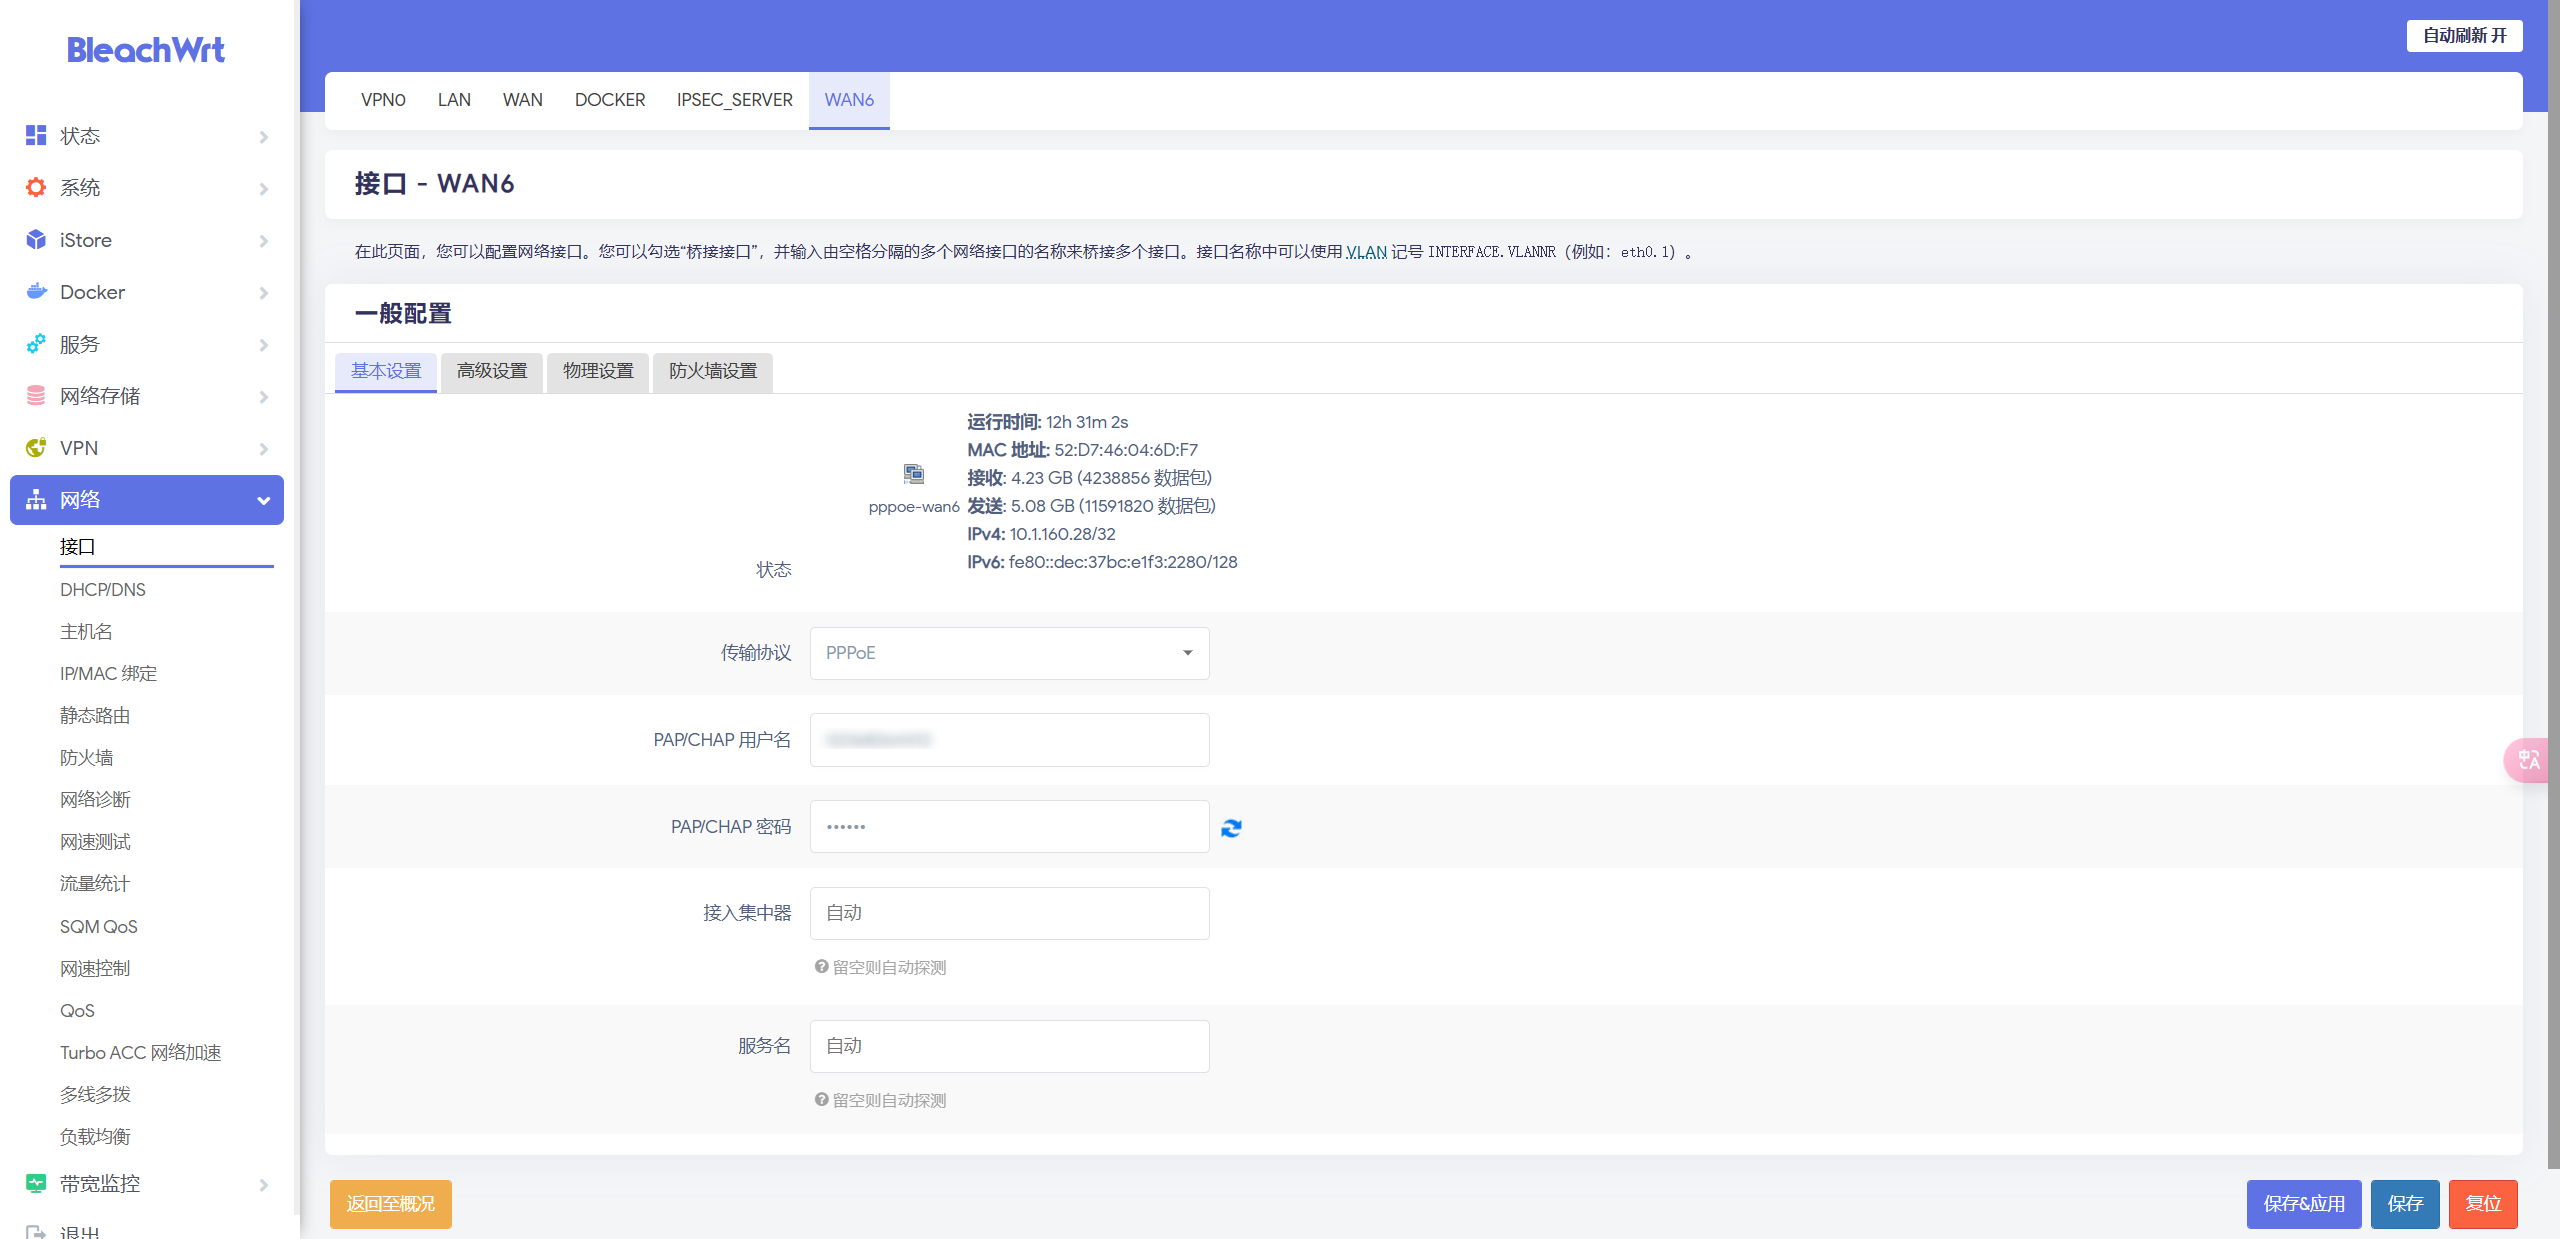 BleachWrt
状态
系统
iStore
Docker
服务
网络存储
VPN
网络
接口
DHCP/DNS
主机名
IP/MAC 绑定
静态路由
防火墙
网络诊断
网速测试
流量统计
SQM QoS
网速控制
QoS
Turbo ACC 网络加速
多线多拨
负载均衡
带宽监控
退出
自动刷新 开
VPN0 LAN WAN DOCKER IPSEC_SERVER WAN6
接口 - WAN6
在此页面，您可以配置网络接口。您可以勾选“桥接接口”，并输入由空格分隔的多个网络接口的名称来桥接多个接口。接口名称中可以使用 VLAN 记号 INTERFACE.VLANNR（例如：eth0.1）。
一般配置
基本设置 高级设置 物理设置 防火墙设置
状态
pppoe-wan6
运行时间: 12h 31m 2s
MAC 地址: 52:D7:46:04:6D:F7
接收: 4.23 GB (4238856 数据包)
发送: 5.08 GB (11591820 数据包)
IPv4: 10.1.160.28/32
IPv6: fe80::dec:37bc:e1f3:2280/128
传输协议 PPPoE
PAP/CHAP 用户名
PAP/CHAP 密码 ••••••
接入集中器 自动
留空则自动探测
服务名 自动
留空则自动探测
返回至概况
保存&应用 保存 复位